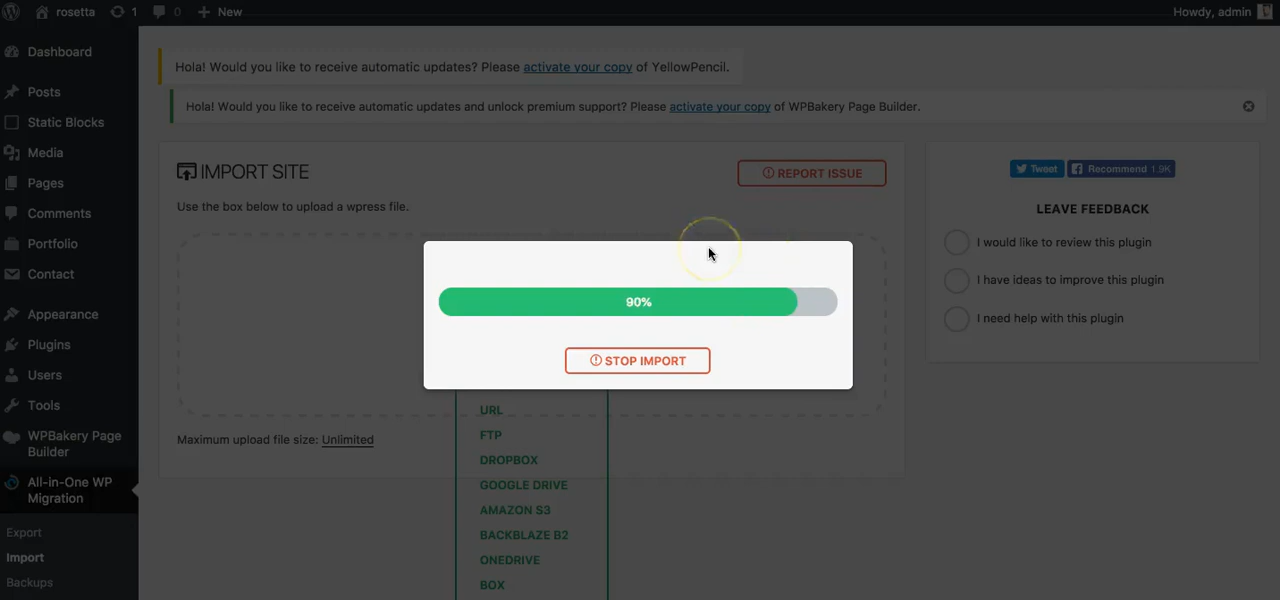 rosetta
1
0
New
Howdy, admin
Dashboard
Posts
Static Blocks
Media
Pages
Comments
Portfolio
Contact
Appearance
Plugins
Users
Tools
WPBakery Page
Builder
All-in-One WP
Migration
Export
Import
Backups
Hola! Would you like to receive automatic updates? Please activate your copy of YellowPencil.
Hola! Would you like to receive automatic updates and unlock premium support? Please activate your copy of WPBakery Page Builder.
IMPORT SITE
REPORT ISSUE
Use the box below to upload a wpress file.
90%
STOP IMPORT
URL
FTP
DROPBOX
GOOGLE DRIVE
AMAZON S3
BACKBLAZE B2
ONEDRIVE
BOX
Maximum upload file size: Unlimited
Tweet
Recommend 1.9K
LEAVE FEEDBACK
I would like to review this plugin
I have ideas to improve this plugin
I need help with this plugin